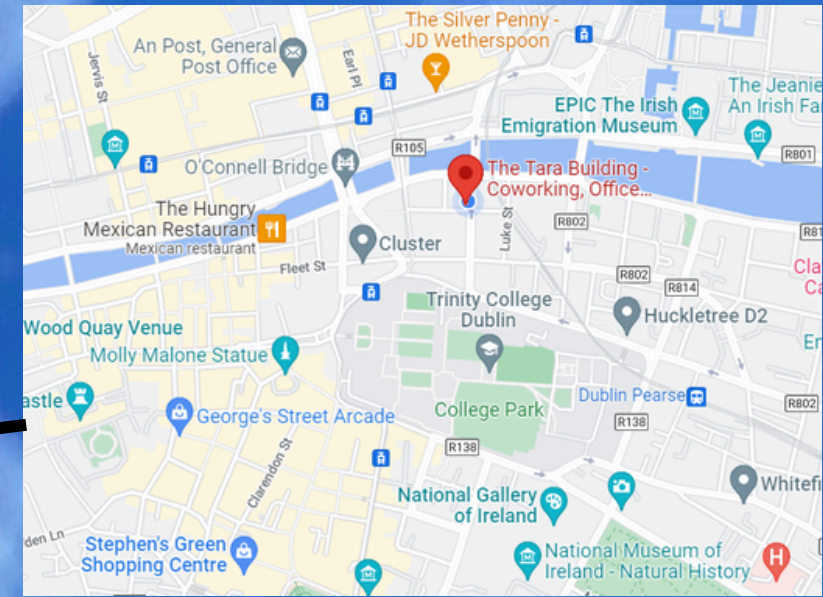 The Silver Penny -
JD Wetherspoon
An Post, General
Post Office
Earl Pl
Jervis St
The Jeanie
An Irish Fa
EPIC The Irish
Emigration Museum
R105
R801
O'Connell Bridge
The Tara Building -
Coworking, Office...
The Hungry
Mexican Restaurant
Mexican restaurant
Luke St
R802
R81
Cluster
Fleet St
R802
Cla
Ca
R814
Trinity College
Dublin
Huckletree D2
Wood Quay Venue
En
Molly Malone Statue
astle
Dublin Pearse
R802
George's Street Arcade
College Park
R138
R138
Clarendon St
Whitefi
National Gallery
of Ireland
den Ln
Stephen's Green
Shopping Centre
National Museum of
Ireland - Natural History
H